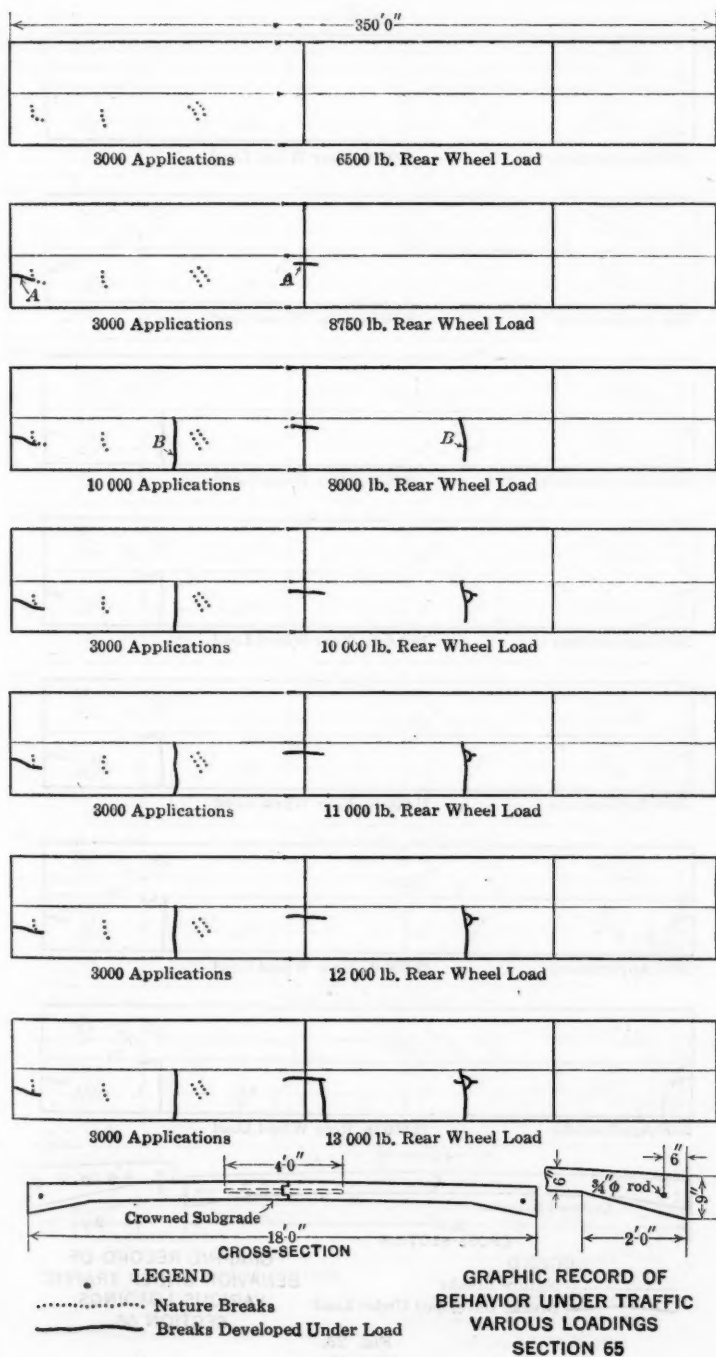 350'0"
3000 Applications 6500 lb. Rear Wheel Load
A A
3000 Applications 8750 lb. Rear Wheel Load
B B
10 000 Applications 8000 lb. Rear Wheel Load
3000 Applications 10 000 lb. Rear Wheel Load
3000 Applications 11 000 lb. Rear Wheel Load
3000 Applications 12 000 lb. Rear Wheel Load
3000 Applications 13 000 lb. Rear Wheel Load
4'0"
6"
6"
¾"φ rod
9"
Crowned Subgrade
18'0"
2'0"
CROSS-SECTION
LEGEND
Nature Breaks
Breaks Developed Under Load
GRAPHIC RECORD OF
BEHAVIOR UNDER TRAFFIC
VARIOUS LOADINGS
SECTION 65